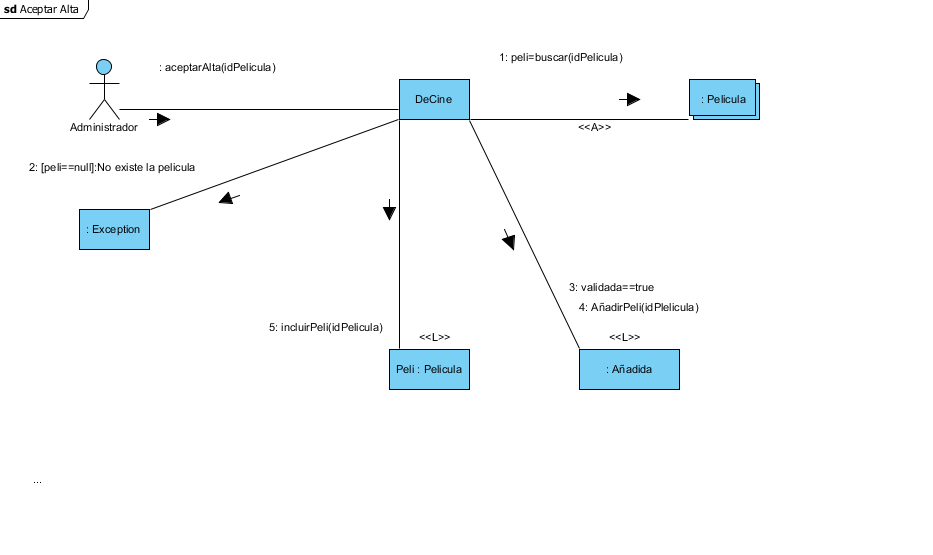 sd Aceptar Alta
1: peli=buscar(idPelicula)
: aceptarAlta(idPelicula)
DeCine
: Pelicula
Administrador
<<A>>
2: [peli==null]:No existe la pelicula
: Exception
3: validada==true
4: AñadirPeli(idPlelicula)
5: incluirPeli(idPelicula)
<<L>>
<<L>>
Peli : Pelicula
: Añadida
...